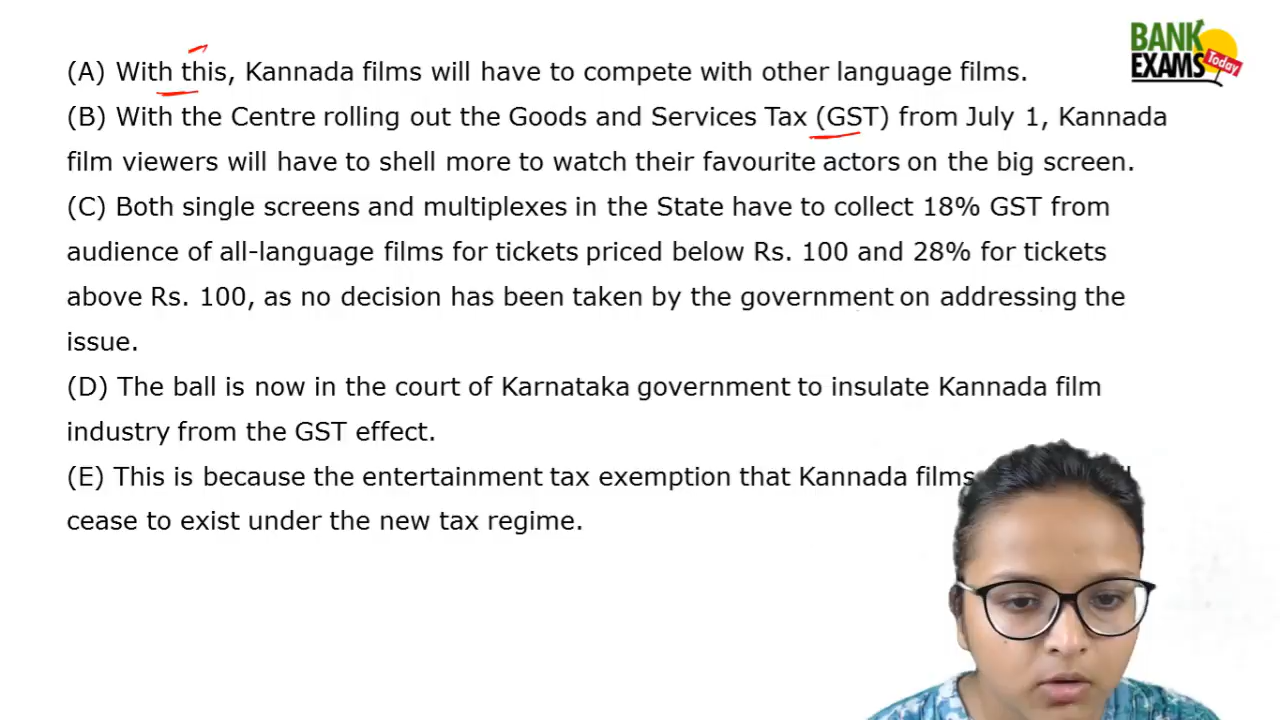 BANK
EXAMS Today
(A) With this, Kannada films will have to compete with other language films.
(B) With the Centre rolling out the Goods and Services Tax (GST) from July 1, Kannada
film viewers will have to shell more to watch their favourite actors on the big screen.
(C) Both single screens and multiplexes in the State have to collect 18% GST from
audience of all-language films for tickets priced below Rs. 100 and 28% for tickets
above Rs. 100, as no decision has been taken by the government on addressing the
issue.
(D) The ball is now in the court of Karnataka government to insulate Kannada film
industry from the GST effect.
(E) This is because the entertainment tax exemption that Kannada films
cease to exist under the new tax regime.